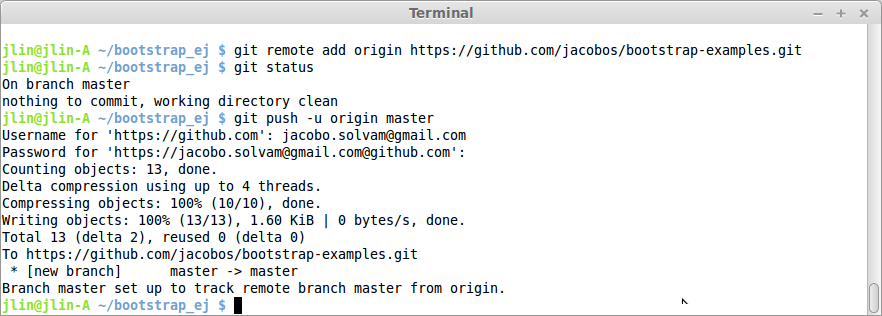 Terminal
jlin@jlin-A ~/bootstrap_ej $ git remote add origin https://github.com/jacobos/bootstrap-examples.git
jlin@jlin-A ~/bootstrap_ej $ git status
On branch master
nothing to commit, working directory clean
jlin@jlin-A ~/bootstrap_ej $ git push -u origin master
Username for 'https://github.com': jacobo.solvam@gmail.com
Password for 'https://jacobo.solvam@gmail.com@github.com':
Counting objects: 13, done.
Delta compression using up to 4 threads.
Compressing objects: 100% (10/10), done.
Writing objects: 100% (13/13), 1.60 KiB | 0 bytes/s, done.
Total 13 (delta 2), reused 0 (delta 0)
To https://github.com/jacobos/bootstrap-examples.git
 * [new branch]      master -> master
Branch master set up to track remote branch master from origin.
jlin@jlin-A ~/bootstrap_ej $